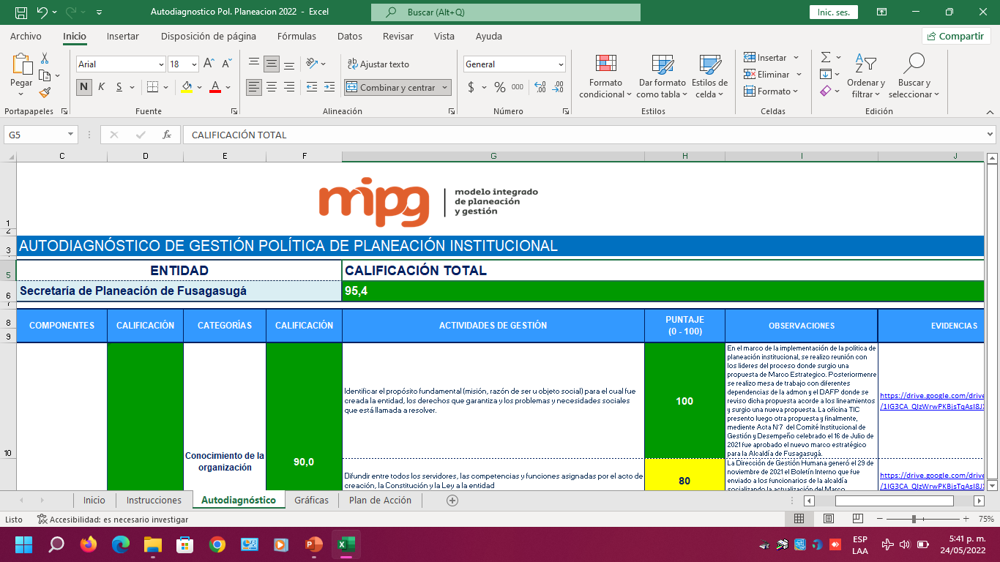 Autodiagnostico Pol. Planeacion 2022 - Excel
Buscar (Alt+Q)
Inic. ses.
Archivo
Inicio
Insertar
Disposición de página
Fórmulas
Datos
Revisar
Vista
Ayuda
Compartir
Pegar
Arial
18
N K S
Ajustar texto
Combinar y centrar
General
$ % 000
Formato condicional
Dar formato como tabla
Estilos de celda
Insertar
Eliminar
Formato
Ordenar y filtrar
Buscar y seleccionar
Portapapeles
Fuente
Alineación
Número
Estilos
Celdas
Edición
G5
fx
CALIFICACIÓN TOTAL
C D E F G H I J
1
2
3
5
6
8
9
10
mipg
modelo integrado
de planeación
y gestión
AUTODIAGNÓSTICO DE GESTIÓN POLÍTICA DE PLANEACIÓN INSTITUCIONAL
ENTIDAD
CALIFICACIÓN TOTAL
Secretaría de Planeación de Fusagasugá
95,4
COMPONENTES
CALIFICACIÓN
CATEGORÍAS
CALIFICACIÓN
ACTIVIDADES DE GESTIÓN
PUNTAJE
(0 - 100)
OBSERVACIONES
EVIDENCIAS
Conocimiento de la
organización
90,0
Identificar el propósito fundamental (misión, razón de ser u objeto social) para el cual fue
creada la entidad, los derechos que garantiza y los problemas y necesidades sociales
que está llamada a resolver.
100
En el marco de la implementación de la politica de
planeación institucional, se realizo reunión con
los lideres del proceso donde surgio una
propuesta de Marco Estrategico. Posteriormenre
se realizo mesa de trabajo con diferentes
dependencias de la admon y el DAFP donde se
reviso dicha propuesta acorde a los lineamientos
y surgio una nueva propuesta. La oficina TIC
presento luego otra propuesta y finalmente,
mediente Acta N°7 del Comité Institucional de
Gestión y Desempeño celebrado el 16 de Julio de
2021 fue aprobado el nuevo marco estratégico
para la Alcaldía de Fusagasugá.
https://drive.google.com/drive
Difundir entre todos los servidores, las competencias y funciones asignadas por el acto de
creación, la Constitución y la Ley a la entidad
80
La Dirección de Gestión Humana generó el 29 de
noviembre de 2021 el Boletín Interno que fue
enviado a los funcionarios de la alcaldía
socializando la actualización del Marco
https://drive.google.com/drive
Inicio
Instrucciones
Autodiagnóstico
Gráficas
Plan de Acción
Listo
Accesibilidad: es necesario investigar
75%
ESP
LAA
5:41 p. m.
24/05/2022